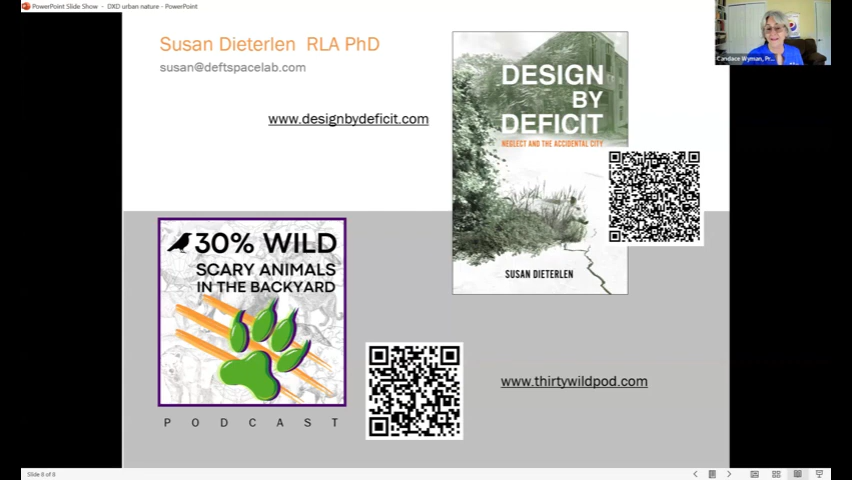 PowerPoint Slide Show - DXD urban nature - PowerPoint
Susan Dieterlen RLA PhD
susan@deftspacelab.com
www.designbydeficit.com
DESIGN
BY
DEFICIT
NEGLECT AND THE ACCIDENTAL CITY
SUSAN DIETERLEN
Candace Wyman, Pr...
30% WILD
SCARY ANIMALS
IN THE BACKYARD
PODCAST
www.thirtywildpod.com
Slide 8 of 8